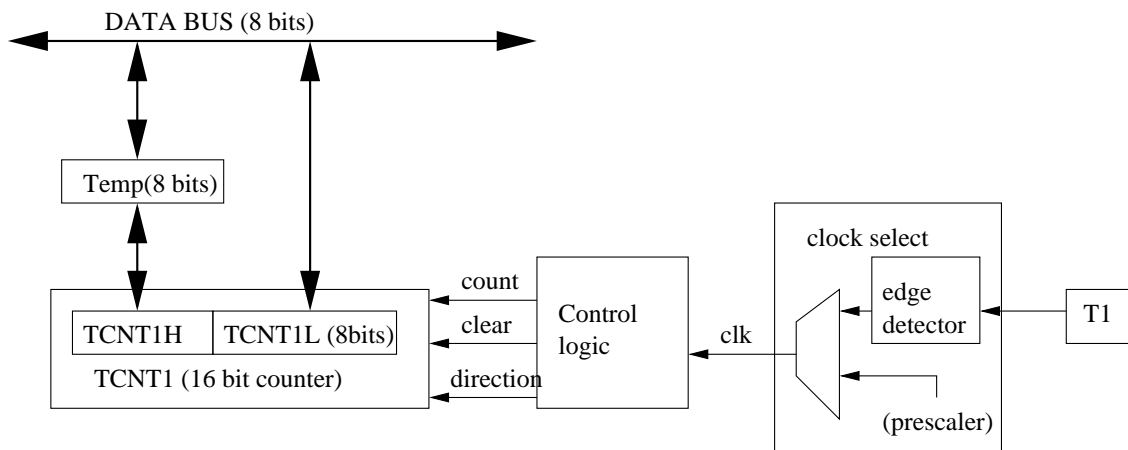 DATA BUS (8 bits)
Temp(8 bits)
clock select
count
edge
detector
T1
Control
logic
TCNT1H
TCNT1L (8bits)
clear
clk
TCNT1 (16 bit counter)
direction
(prescaler)